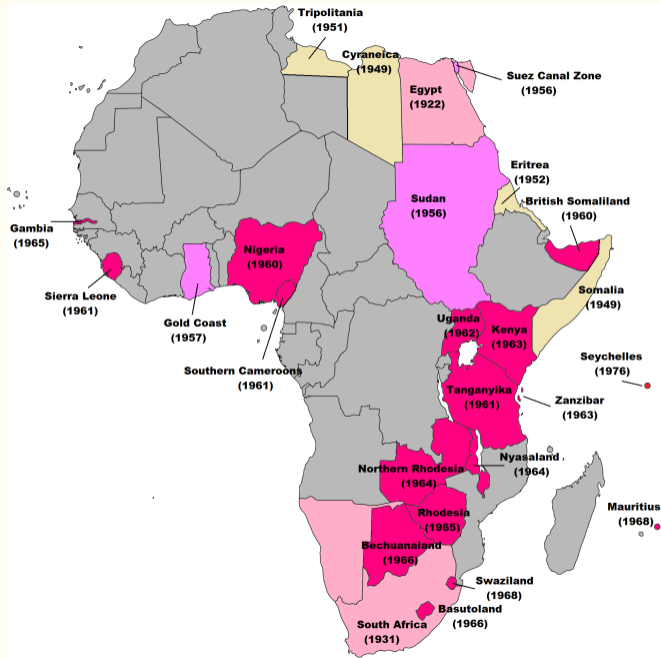 Tripolitania
(1951)
Cyraneica
(1949)
Suez Canal Zone
(1956)
Egypt
(1922)
Eritrea
(1952)
British Somaliland
(1960)
Sudan
(1956)
Gambia
(1965)
Nigeria
(1960)
Sierra Leone
(1961)
Somalia
(1949)
Gold Coast
(1957)
Uganda
(1962)
Kenya
(1963)
Southern Cameroons
(1961)
Seychelles
(1976)
Tanganyika
(1961)
Zanzibar
(1963)
Nyasaland
(1964)
Northern Rhodesia
(1964)
Rhodesia
(1965)
Mauritius
(1968)
Bechuanaland
(1966)
Swaziland
(1968)
Basutoland
(1966)
South Africa
(1931)